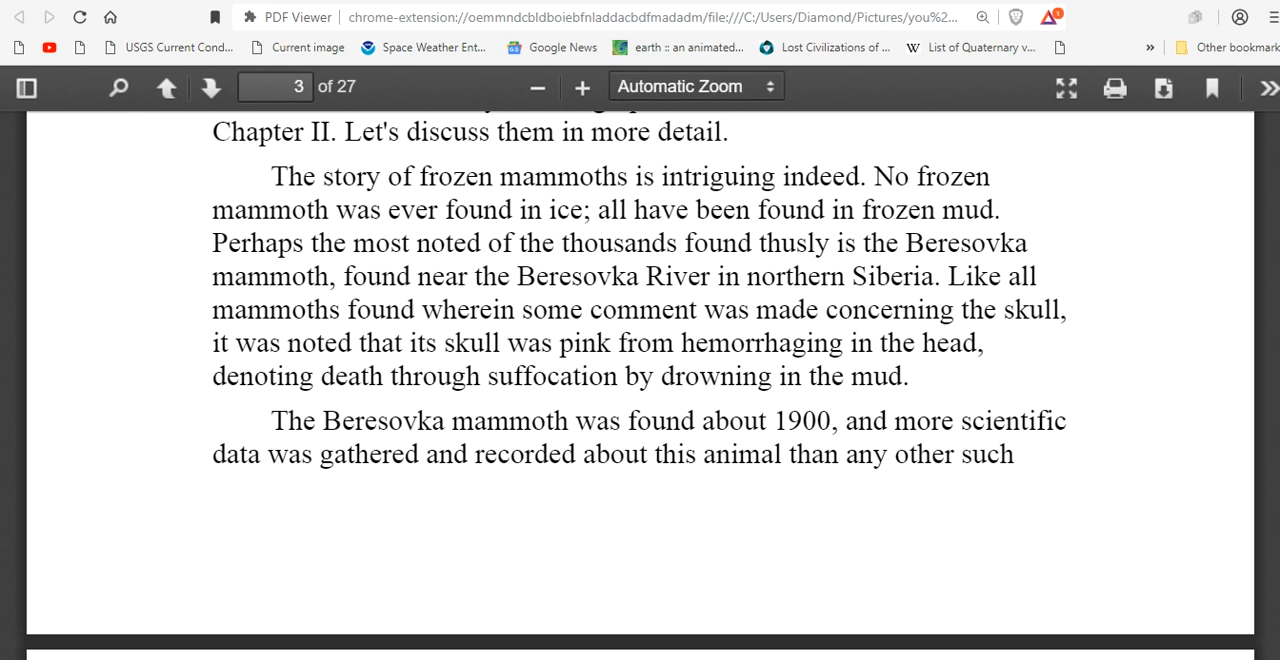 PDF Viewer chrome-extension://oemmndcbldboiebfnladdacbdfmadadm/file:///C:/Users/Diamond/Pictures/you%2... 1
USGS Current Cond... Current image Space Weather Ent... Google News earth :: an animated... Lost Civilizations of ... W List of Quaternary v... » Other bookmark
3 of 27 Automatic Zoom
Chapter II. Let's discuss them in more detail.
The story of frozen mammoths is intriguing indeed. No frozen
mammoth was ever found in ice; all have been found in frozen mud.
Perhaps the most noted of the thousands found thusly is the Beresovka
mammoth, found near the Beresovka River in northern Siberia. Like all
mammoths found wherein some comment was made concerning the skull,
it was noted that its skull was pink from hemorrhaging in the head,
denoting death through suffocation by drowning in the mud.
The Beresovka mammoth was found about 1900, and more scientific
data was gathered and recorded about this animal than any other such